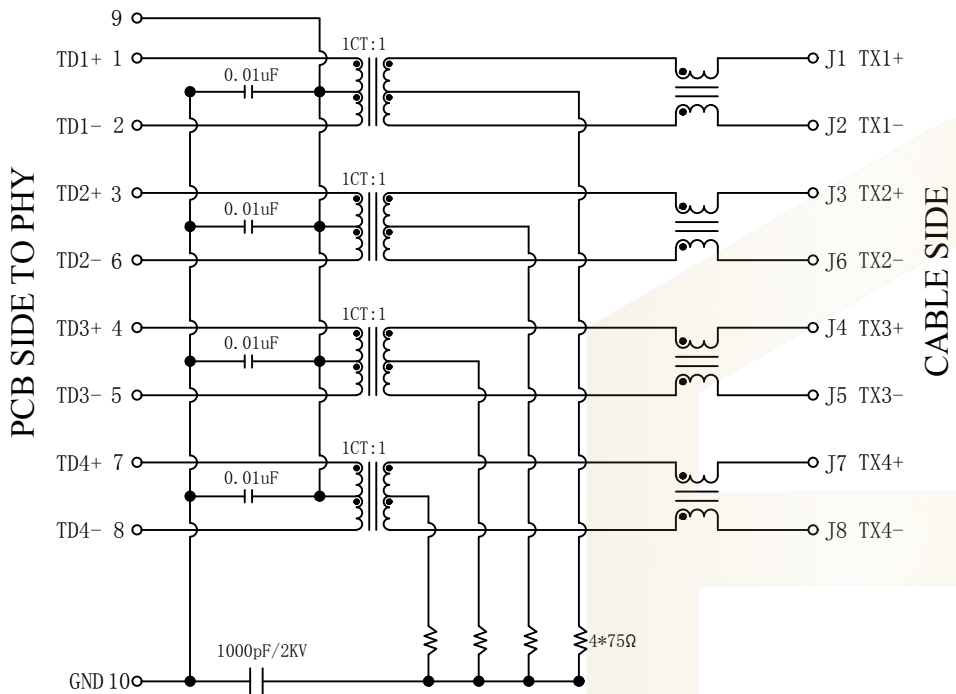 9
1CT:1
TD1+ 1
J1 TX1+
0.01uF
TD1- 2
J2 TX1-
1CT:1
TD2+ 3
J3 TX2+
0.01uF
TD2- 6
J6 TX2-
PCB SIDE TO PHY
CABLE SIDE
1CT:1
TD3+ 4
J4 TX3+
0.01uF
TD3- 5
J5 TX3-
1CT:1
TD4+ 7
J7 TX4+
0.01uF
TD4- 8
J8 TX4-
4*75Ω
1000pF/2KV
GND 10